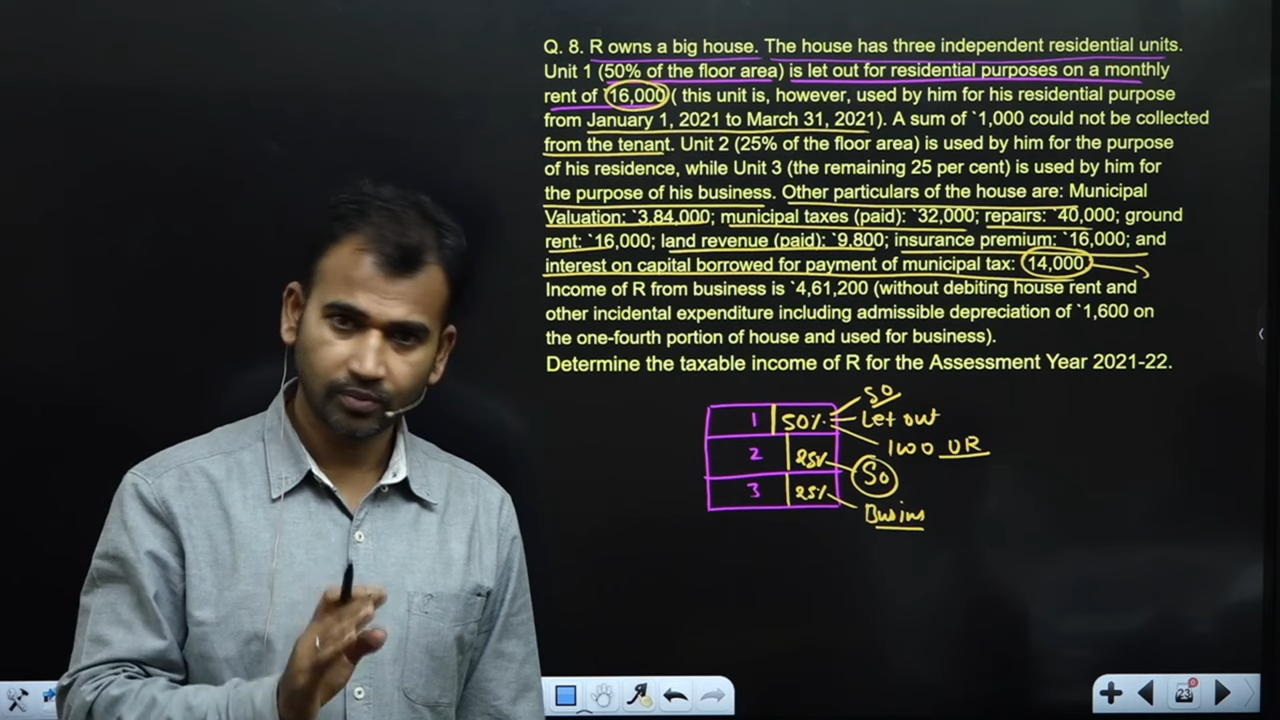 Q. 8. R owns a big house. The house has three independent residential units.
Unit 1 (50% of the floor area) is let out for residential purposes on a monthly
rent of `16,000 ( this unit is, however, used by him for his residential purpose
from January 1, 2021 to March 31, 2021). A sum of `1,000 could not be collected
from the tenant. Unit 2 (25% of the floor area) is used by him for the purpose
of his residence, while Unit 3 (the remaining 25 per cent) is used by him for
the purpose of his business. Other particulars of the house are: Municipal
Valuation: `3,84,000; municipal taxes (paid): `32,000; repairs: `40,000; ground
rent: `16,000; land revenue (paid): `9,800; insurance premium: `16,000; and
interest on capital borrowed for payment of municipal tax: `14,000
Income of R from business is `4,61,200 (without debiting house rent and
other incidental expenditure including admissible depreciation of `1,600 on
the one-fourth portion of house and used for business).
Determine the taxable income of R for the Assessment Year 2021-22.
SO
1 50% Let out
1000 UR
2 25% SO
3 25%
23